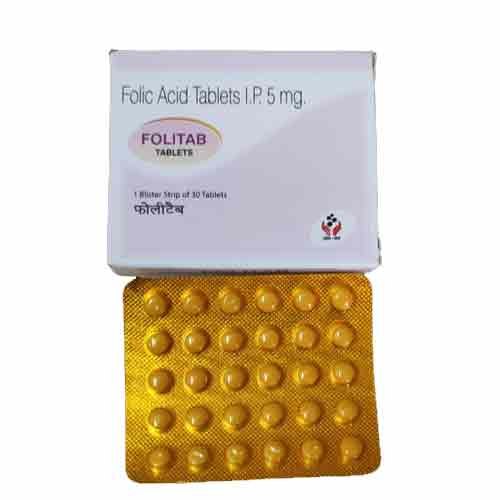 Folic Acid Tablets I.P. 5 mg.
FOLITAB
TABLETS
1 Blister Strip of 30 Tablets
फोलीटैब